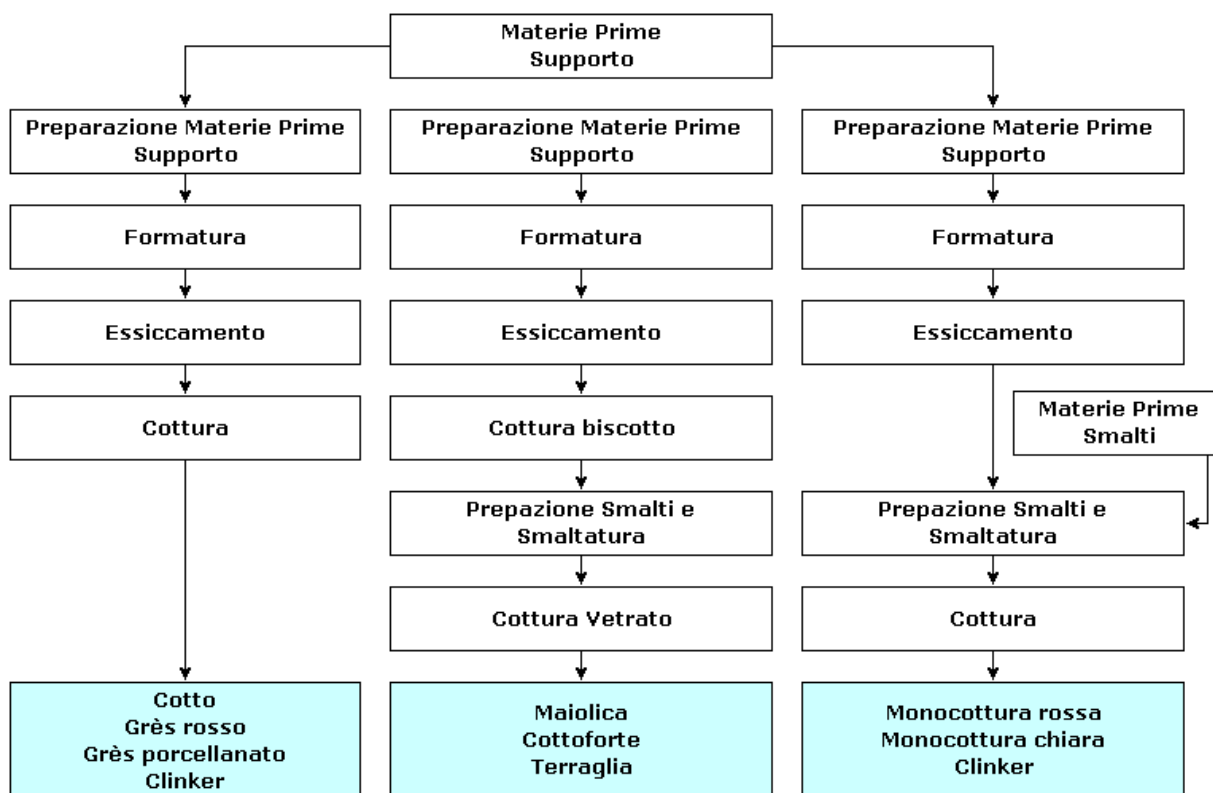 Materie Prime
Supporto
Preparazione Materie Prime
Supporto
Preparazione Materie Prime
Supporto
Preparazione Materie Prime
Supporto
Formatura
Formatura
Formatura
Essiccamento
Essiccamento
Essiccamento
Cottura
Cottura biscotto
Materie Prime
Smalti
Prepazione Smalti e
Smaltatura
Prepazione Smalti e
Smaltatura
Cottura Vetrato
Cottura
Cotto
Grès rosso
Grès porcellanato
Clinker
Maiolica
Cottoforte
Terraglia
Monocottura rossa
Monocottura chiara
Clinker